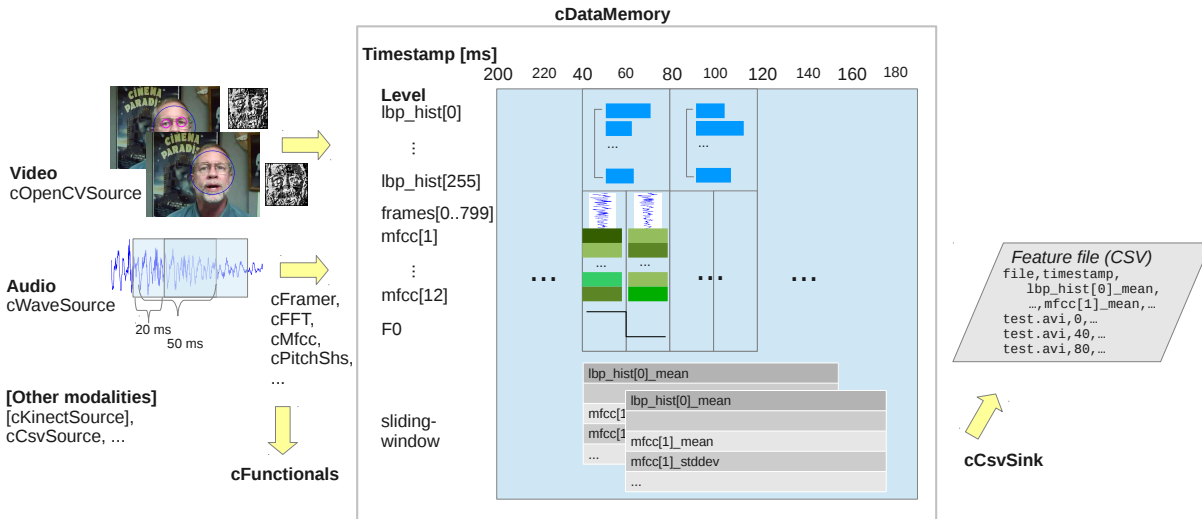 cDataMemory
Timestamp [ms]
200 220 40 60 80 100 120 140 160 180
Level
lbp_hist[0]
⋮
lbp_hist[255]
frames[0..799]
mfcc[1]
⋮
mfcc[12]
F0
sliding-
window
...
...
...
...
...
...
...
lbp_hist[0]_mean
mfcc[1
mfcc[1
...
lbp_hist[0]_mean
mfcc[1]_mean
mfcc[1]_stddev
...
CINEMA
PARADISO
Video
cOpenCVSource
Audio
cWaveSource
20 ms
50 ms
[Other modalities]
[cKinectSource],
cCsvSource, ...
cFramer,
cFFT,
cMfcc,
cPitchShs,
...
cFunctionals
Feature file (CSV)
file,timestamp,
lbp_hist[0]_mean,
…,mfcc[1]_mean,…
test.avi,0,…
test.avi,40,…
test.avi,80,…
cCsvSink